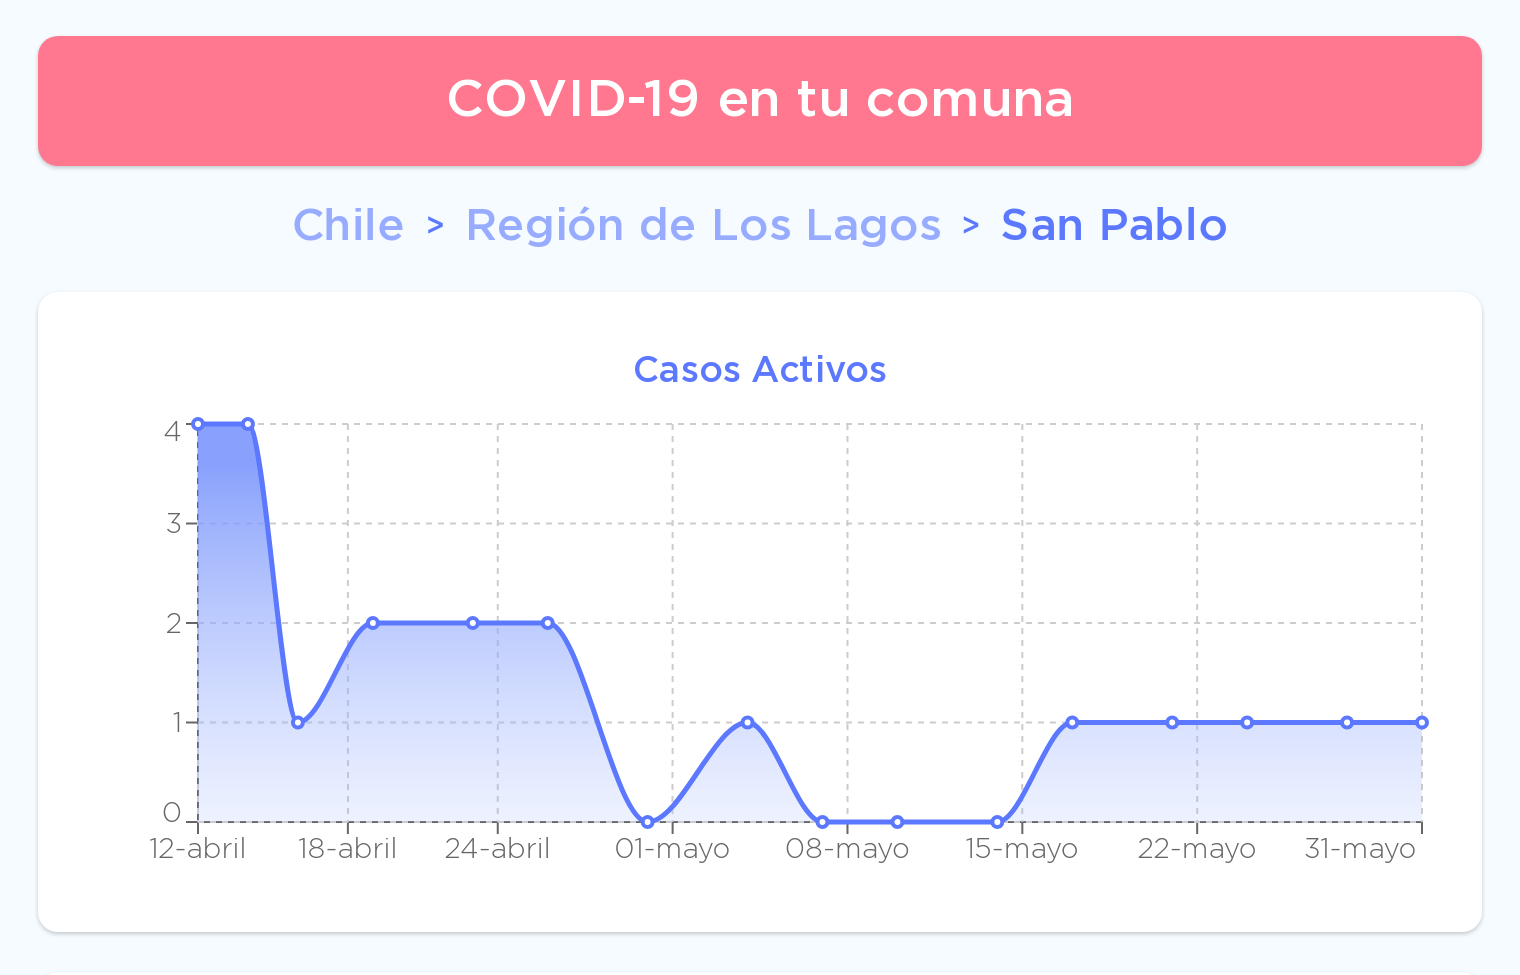 COVID-19 en tu comuna
Chile > Región de Los Lagos > San Pablo
Casos Activos
4
3
2
1
0
12-abril 18-abril 24-abril 01-mayo 08-mayo 15-mayo 22-mayo 31-mayo